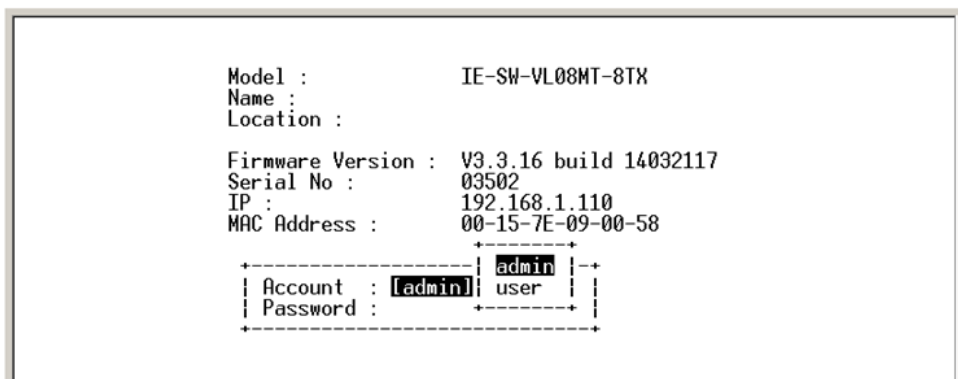 Model : IE-SW-VL08MT-8TX
Name :
Location :
Firmware Version : V3.3.16 build 14032117
Serial No : 03502
IP : 192.168.1.110
MAC Address : 00-15-7E-09-00-58
admin
Account : [admin] user
Password :